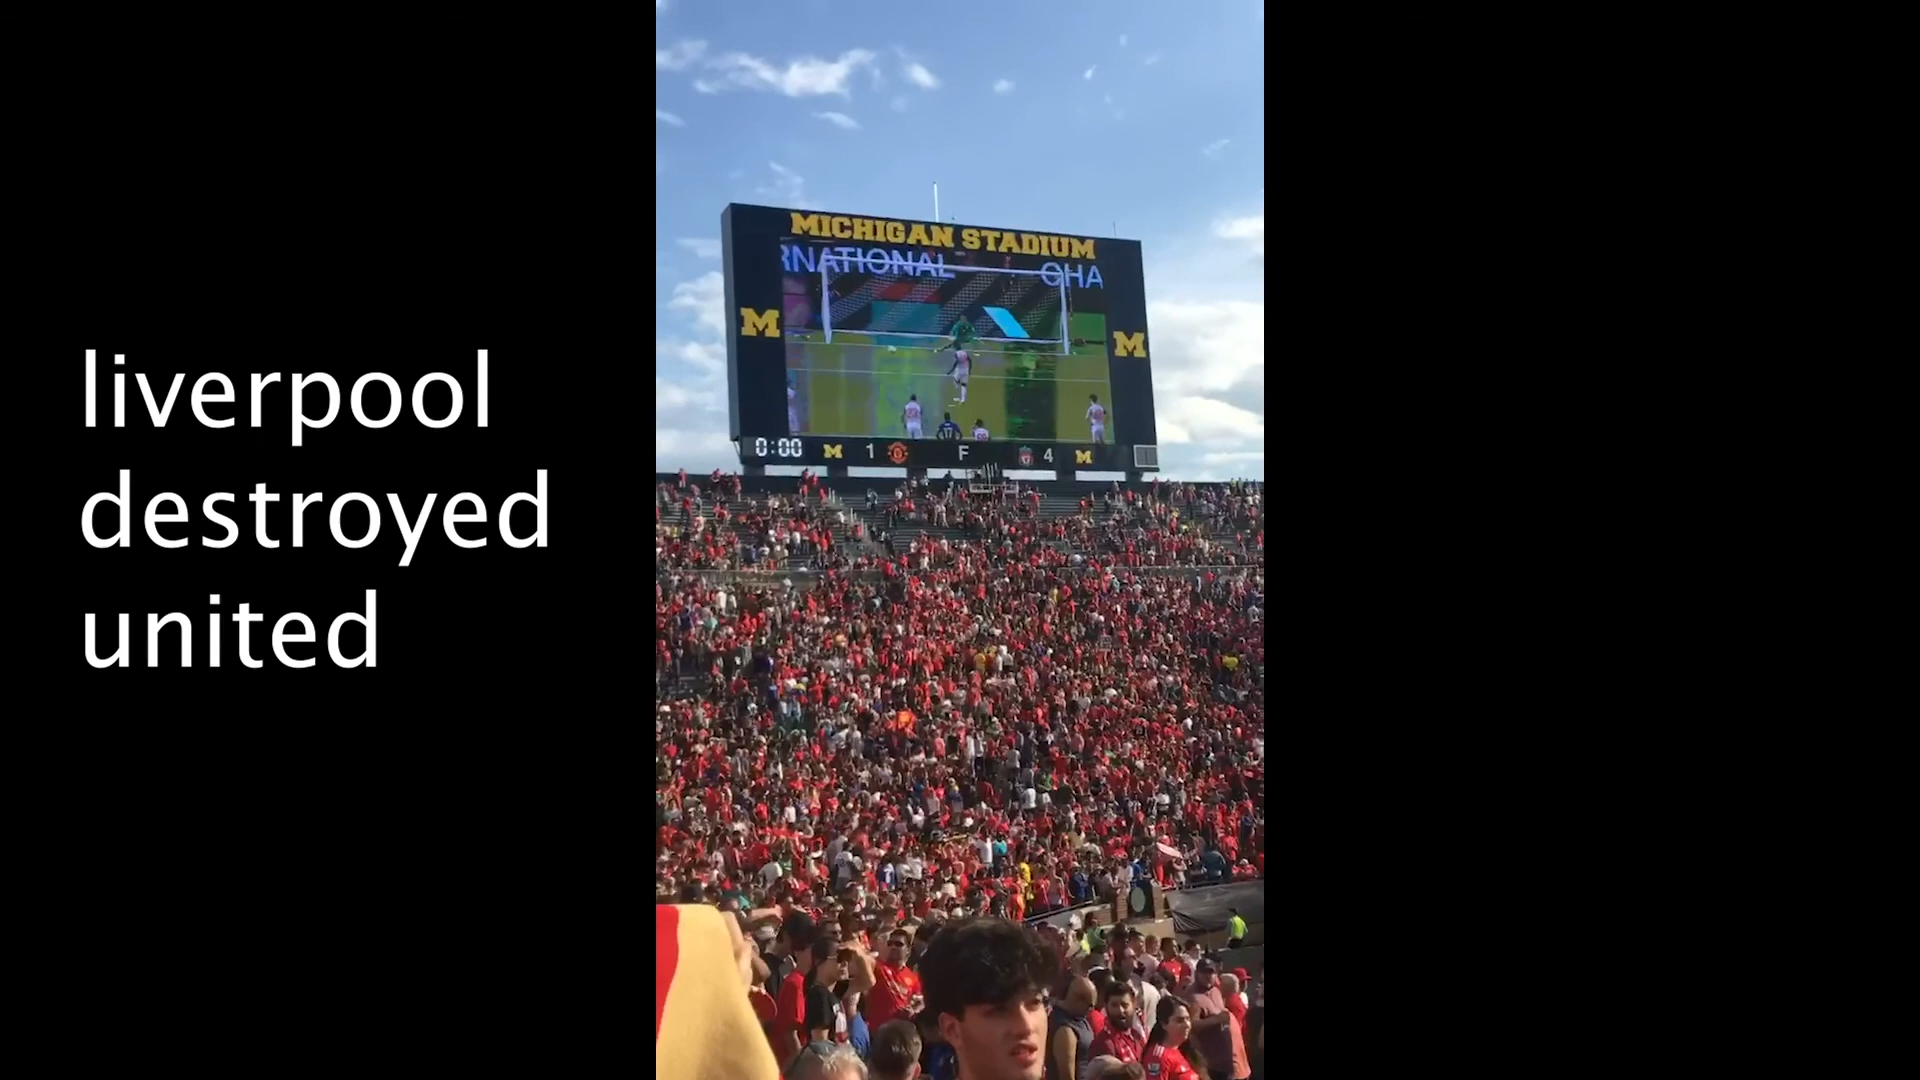 liverpool
destroyed
united
MICHIGAN STADIUM
RNATIONAL CHA
M M
0:00 M 1 F 4 M